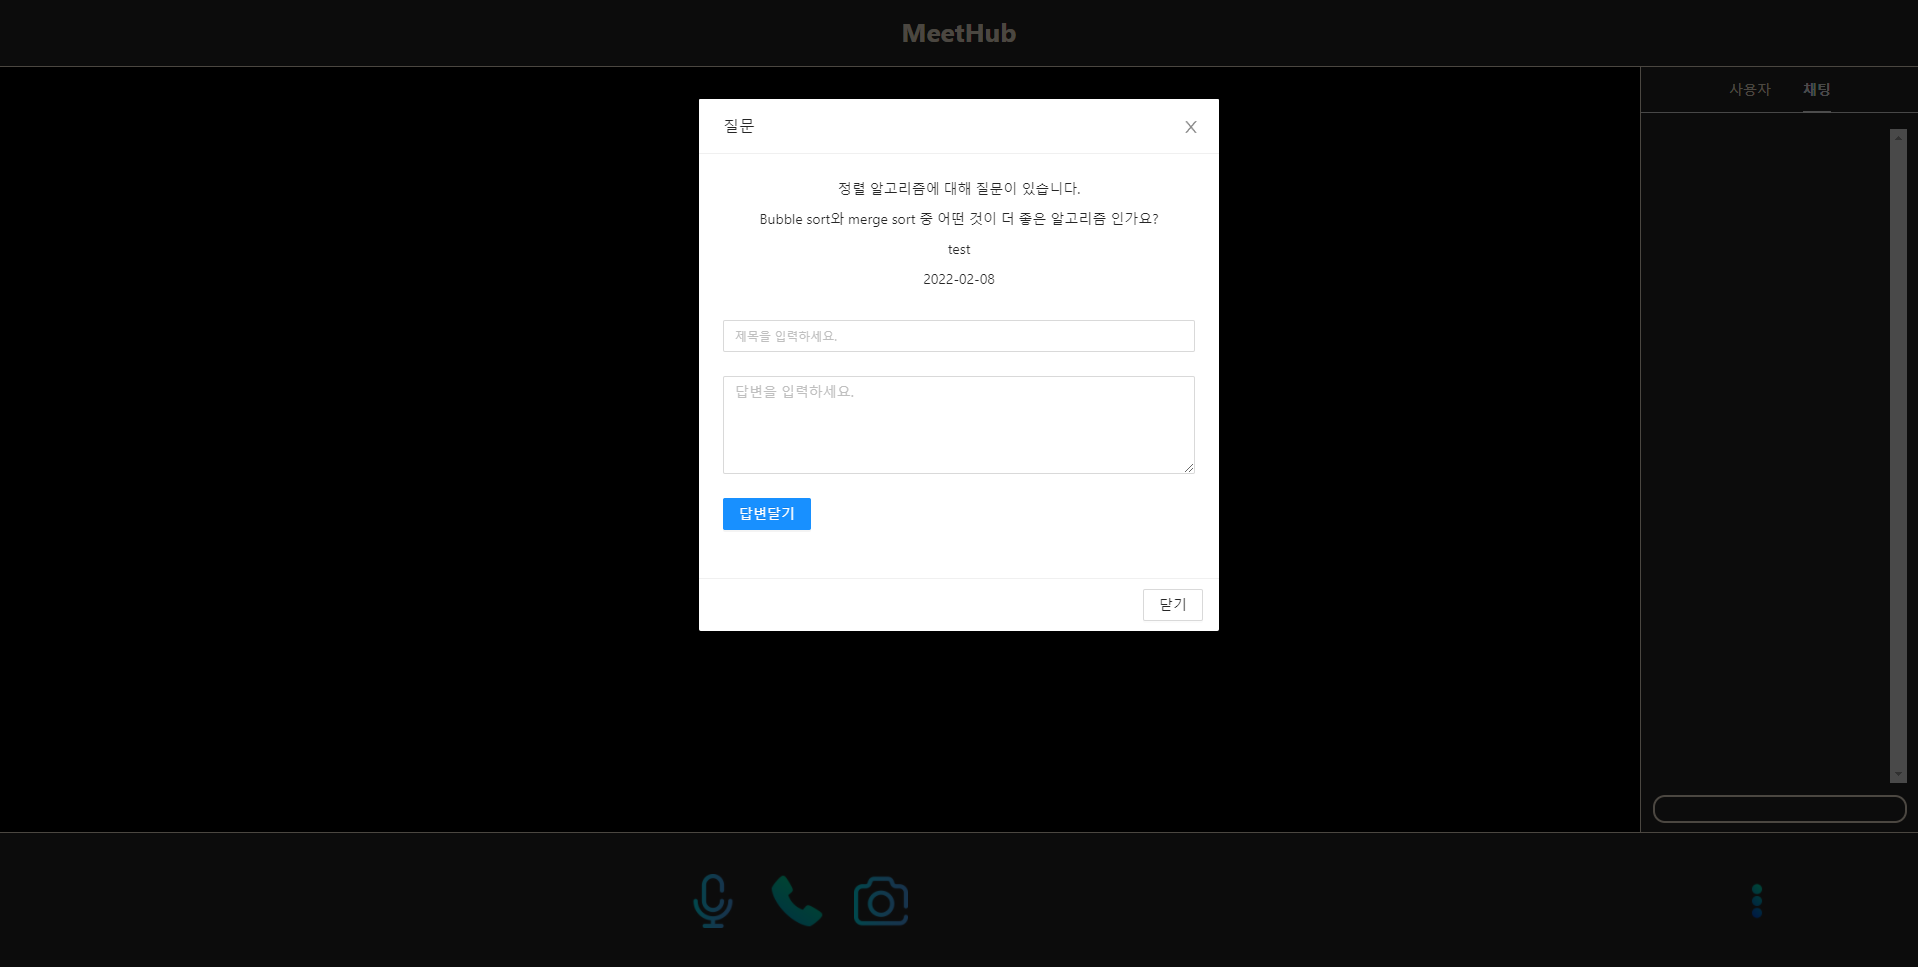 MeetHub
사용자 채팅
질문
정렬 알고리즘에 대해 질문이 있습니다.
Bubble sort와 merge sort 중 어떤 것이 더 좋은 알고리즘 인가요?
test
2022-02-08
제목을 입력하세요.
답변을 입력하세요.
답변달기
닫기